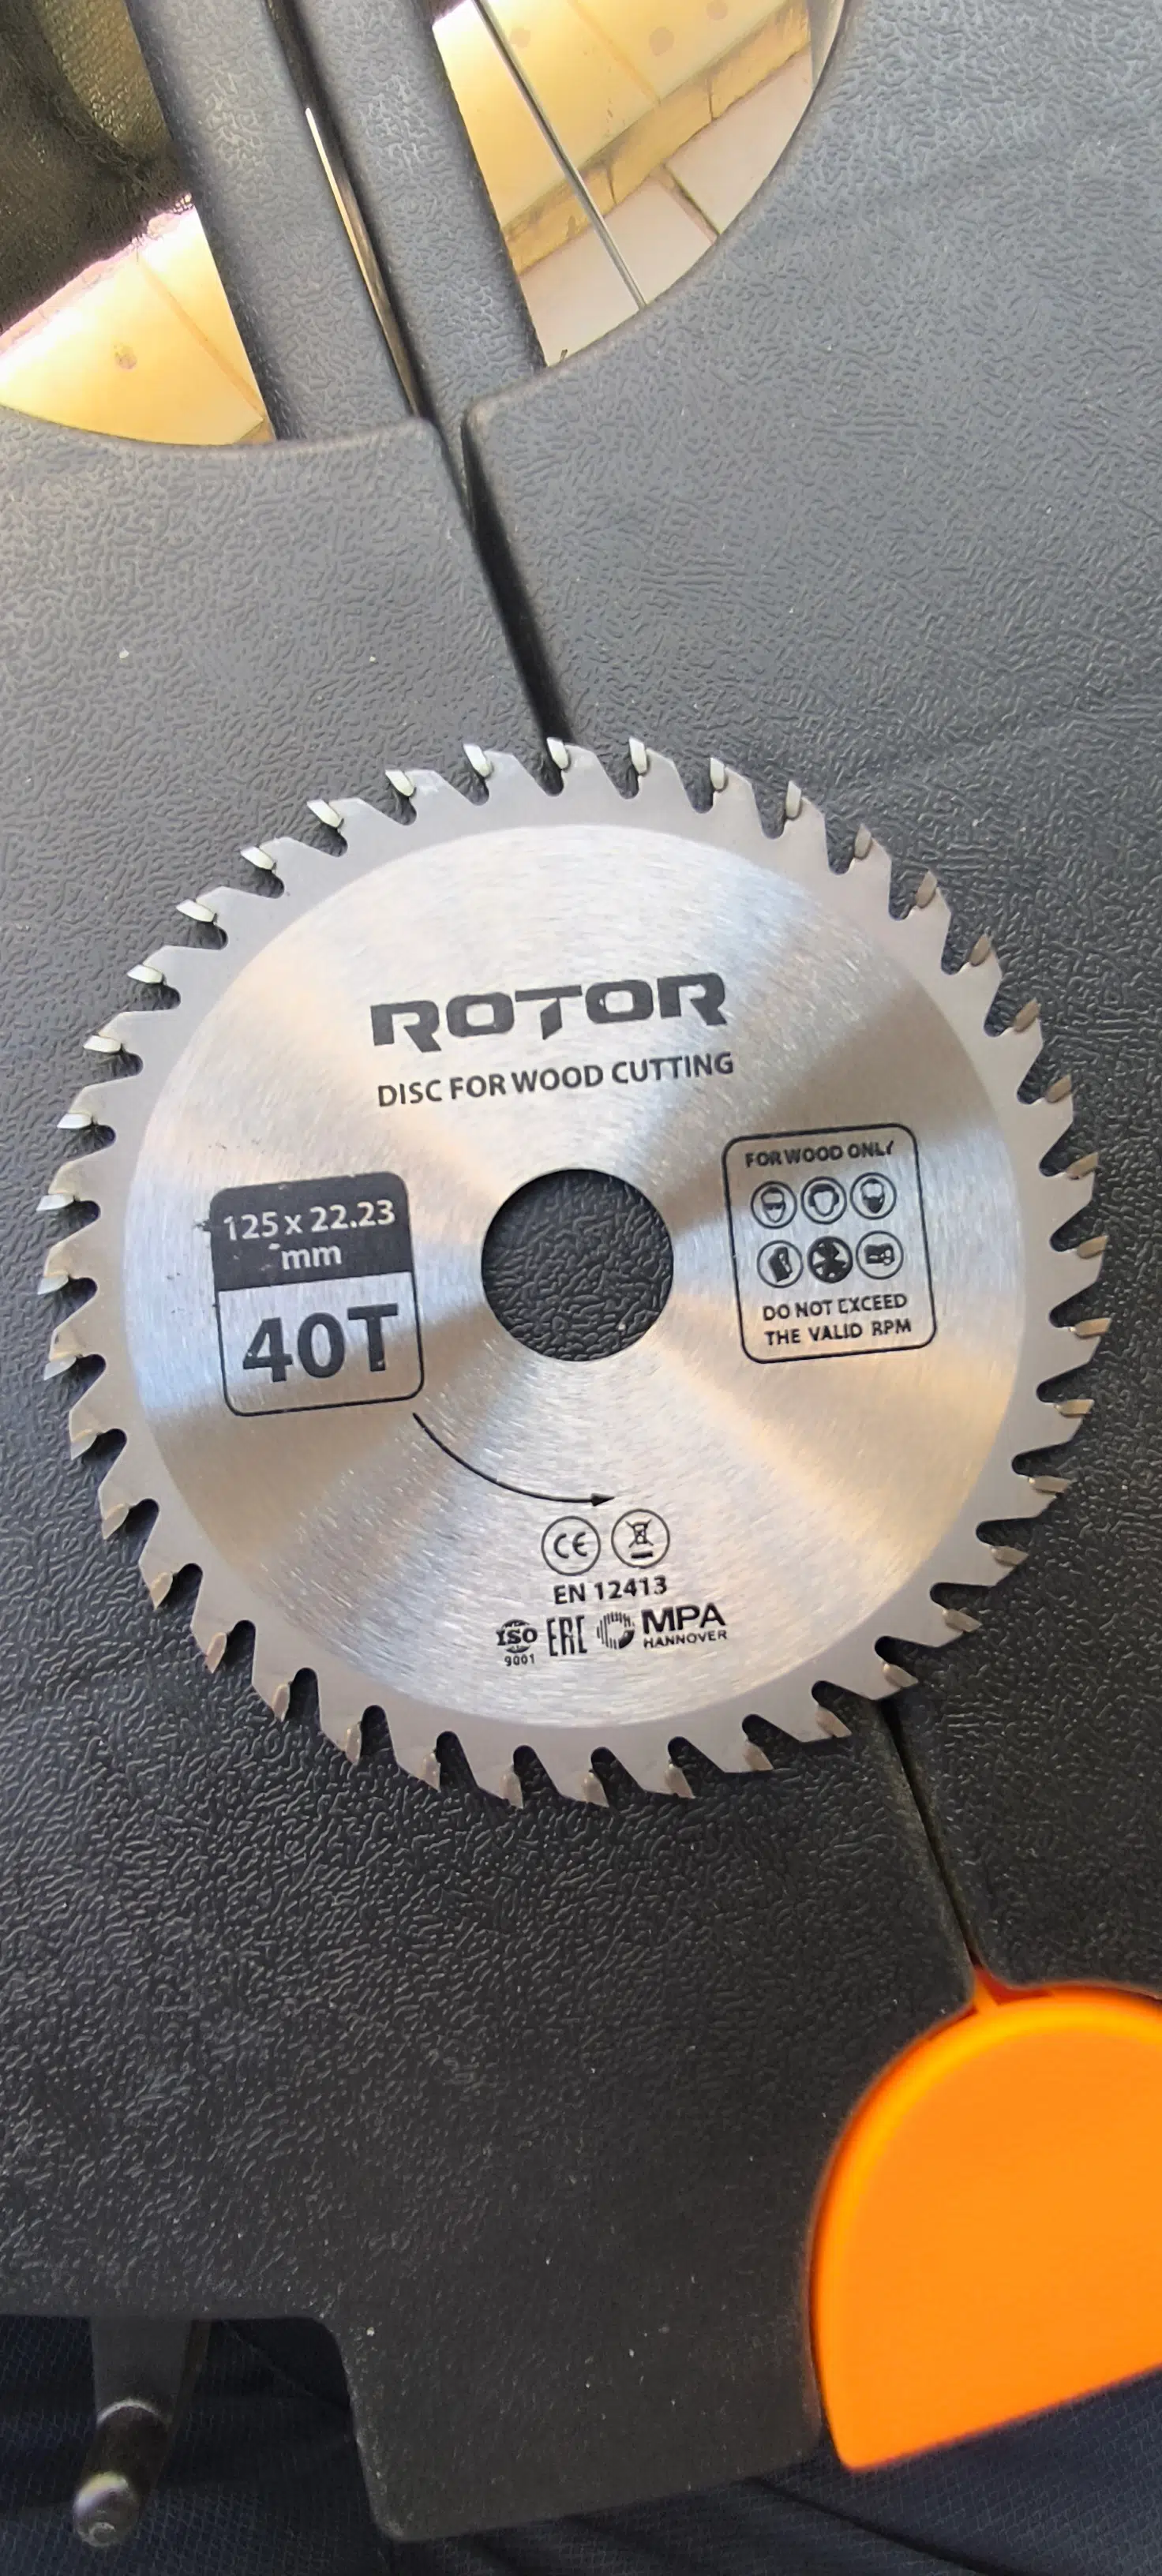 ROTOR
DISC FOR WOOD CUTTING
125 x 22.23
mm
40T
FOR WOOD ONLY
DO NOT EXCEED
THE VALID RPM
CE
EN 12413
ISO
9001
EAC
MPA
HANNOVER